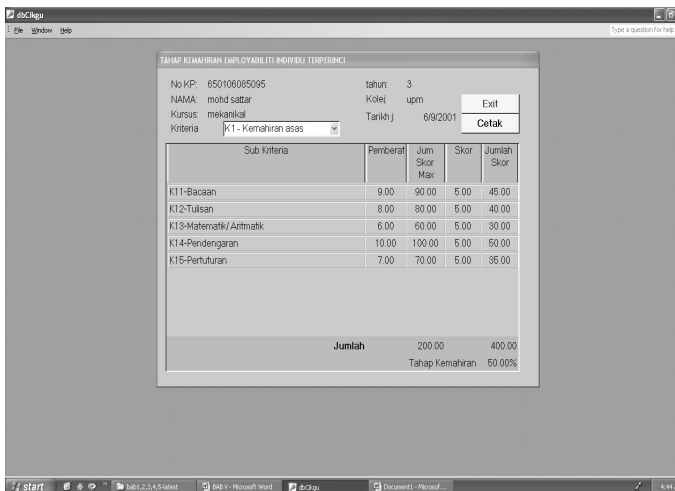 dbCikgu
File Window Help
Type a question for help
TAHAP KEMAHIRAN EMPLOYABILITI INDIVIDU TERPERINCI
No KP: 650106085095 tahun: 3
NAMA: mohd sattar Kolej: upm
Exit
Kursus: mekanikal Tarikh j: 6/9/2001
Cetak
Kriteria K1 - Kemahiran asas
Sub Kriteria Pemberat Jum Skor Max Skor Jumlah Skor
K11-Bacaan 9.00 90.00 5.00 45.00
K12-Tulisan 8.00 80.00 5.00 40.00
K13-Matematik/ Aritmatik 6.00 60.00 5.00 30.00
K14-Pendengaran 10.00 100.00 5.00 50.00
K15-Pertuturan 7.00 70.00 5.00 35.00
Jumlah 200.00 400.00
Tahap Kemahiran 50.00%
start bab1,2,3,4,5-latest BAB V - Microsoft Word dbCikgu Document1 - Microsof... 4:44